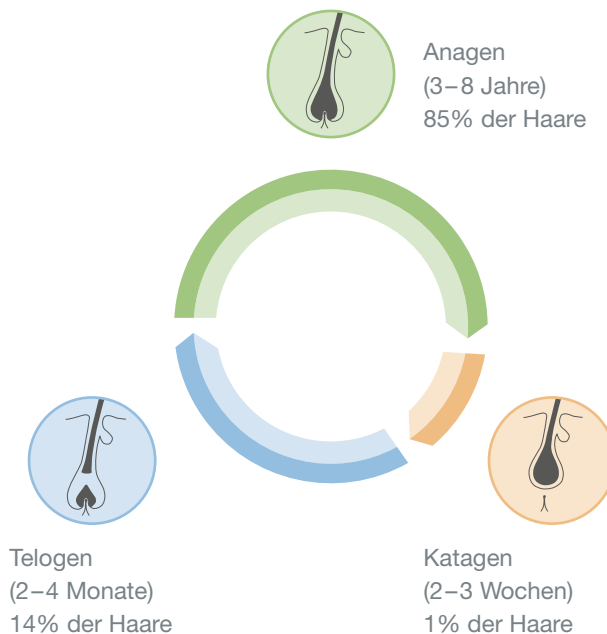 Anagen
(3–8 Jahre)
85% der Haare
Telogen
(2–4 Monate)
14% der Haare
Katagen
(2–3 Wochen)
1% der Haare